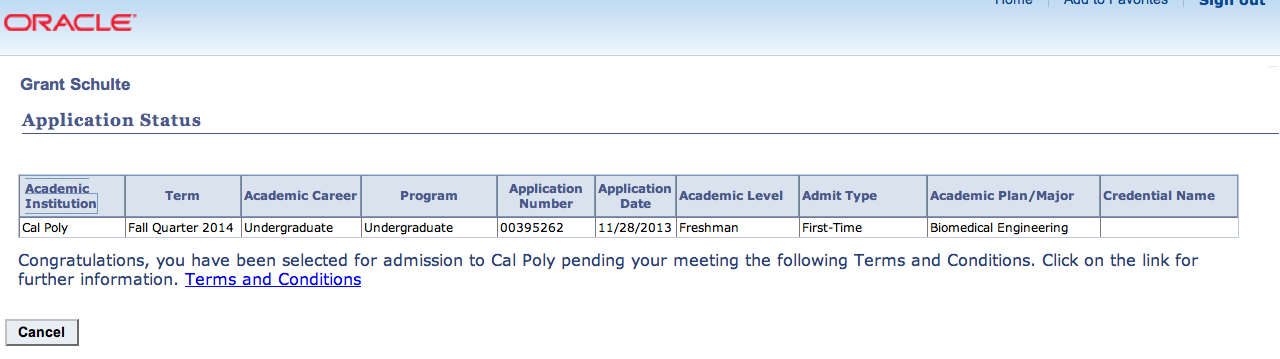 Home | Add to Favorites | Sign out
ORACLE
Grant Schulte
Application Status
Academic Institution Term Academic Career Program Application Number Application Date Academic Level Admit Type Academic Plan/Major Credential Name
Cal Poly Fall Quarter 2014 Undergraduate Undergraduate 00395262 11/28/2013 Freshman First-Time Biomedical Engineering
Congratulations, you have been selected for admission to Cal Poly pending your meeting the following Terms and Conditions. Click on the link for
further information. Terms and Conditions
Cancel